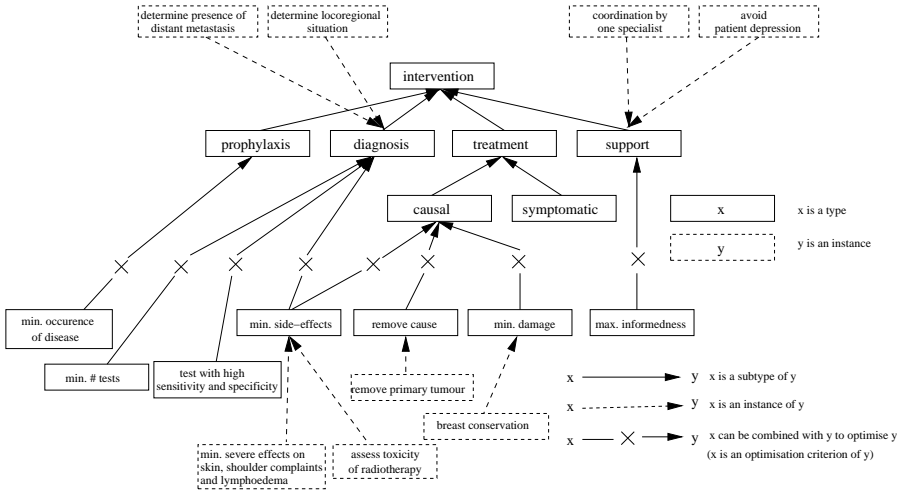 determine presence of
distant metastasis
determine locoregional
situation
coordination by
one specialist
avoid
patient depression
intervention
prophylaxis
diagnosis
treatment
support
causal
symptomatic
x
x is a type
y
y is an instance
min. occurence
of disease
min. side-effects
remove cause
min. damage
max. informedness
min. # tests
test with high
sensitivity and specificity
remove primary tumour
breast conservation
min. severe effects on
skin, shoulder complaints
and lymphoedema
assess toxicity
of radiotherapy
x y x is a subtype of y
x y x is an instance of y
x y x can be combined with y to optimise y
(x is an optimisation criterion of y)